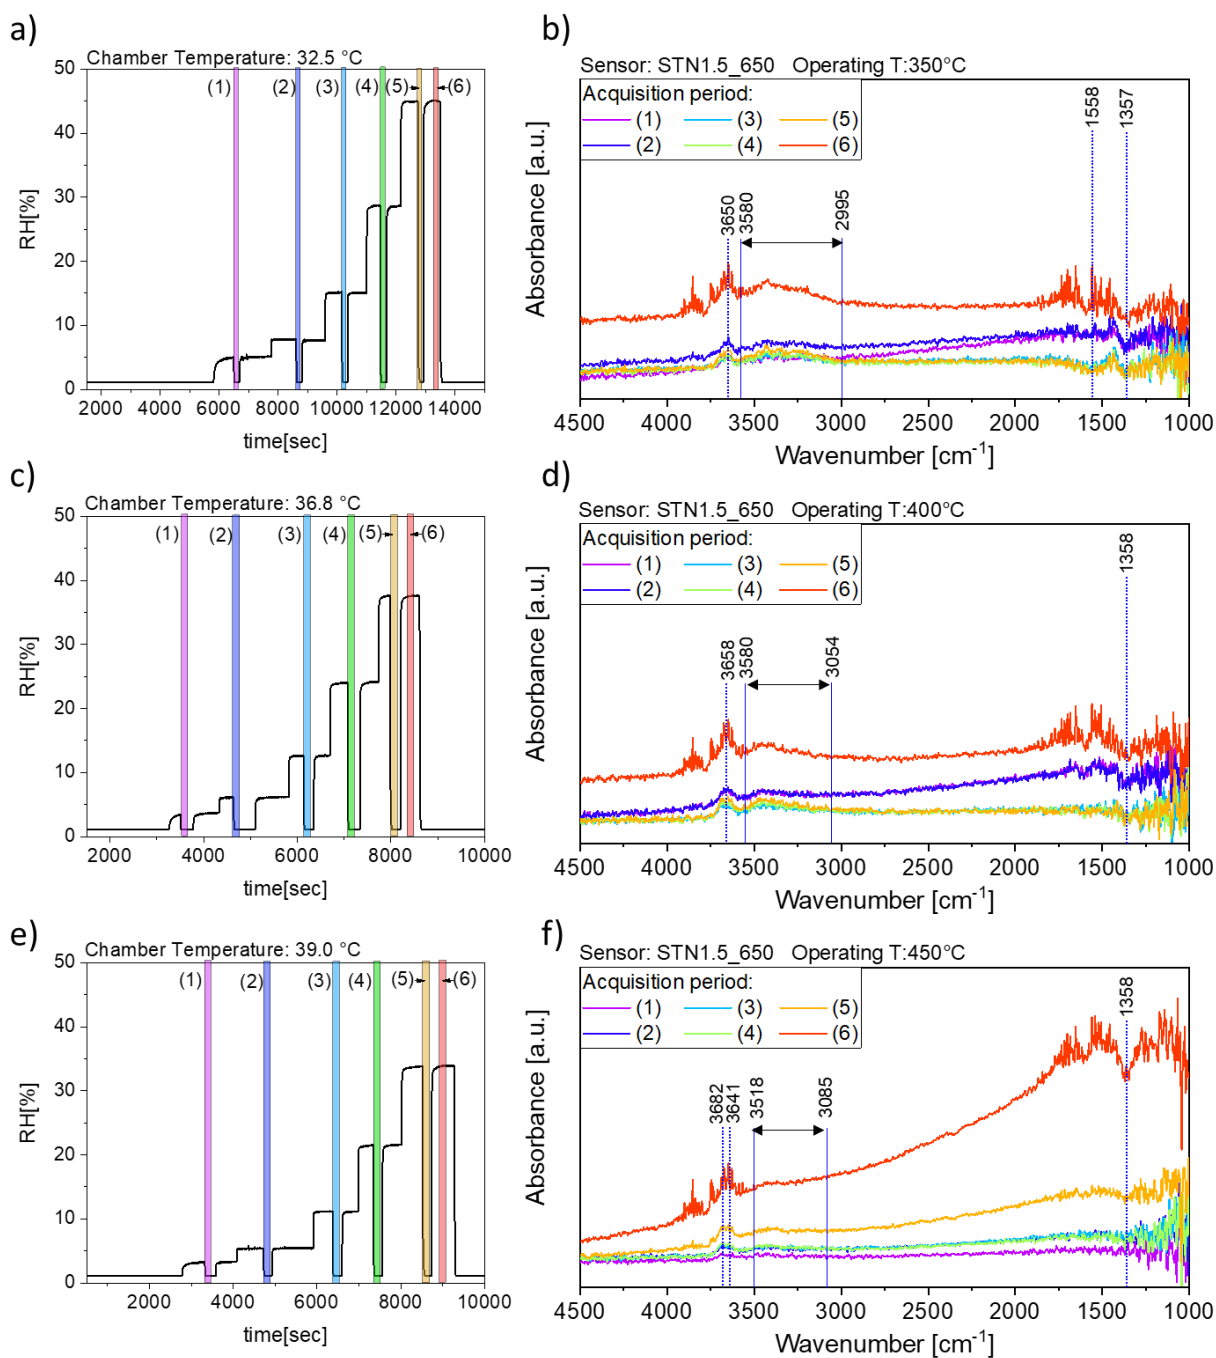 a)
Chamber Temperature: 32.5 °C
50
40
30
20
10
0
RH[%]
(1)
(2)
(3)
(4)
(5)
(6)
2000 4000 6000 8000 10000 12000 14000
time[sec]
b)
Sensor: STN1.5_650 Operating T:350°C
Acquisition period:
(1) (3) (5)
(2) (4) (6)
3650
3580
2995
1558
1357
Absorbance [a.u.]
4500 4000 3500 3000 2500 2000 1500 1000
Wavenumber [cm-1]
c)
Chamber Temperature: 36.8 °C
50
40
30
20
10
0
RH[%]
(1)
(2)
(3)
(4)
(5)
(6)
2000 4000 6000 8000 10000
time[sec]
d)
Sensor: STN1.5_650 Operating T:400°C
Acquisition period:
(1) (3) (5)
(2) (4) (6)
3658
3580
3054
1358
Absorbance [a.u.]
4500 4000 3500 3000 2500 2000 1500 1000
Wavenumber [cm-1]
e)
Chamber Temperature: 39.0 °C
50
40
30
20
10
0
RH[%]
(1)
(2)
(3)
(4)
(5)
(6)
2000 4000 6000 8000 10000
time[sec]
f)
Sensor: STN1.5_650 Operating T:450°C
Acquisition period:
(1) (3) (5)
(2) (4) (6)
3682
3641
3518
3085
1358
Absorbance [a.u.]
4500 4000 3500 3000 2500 2000 1500 1000
Wavenumber [cm-1]